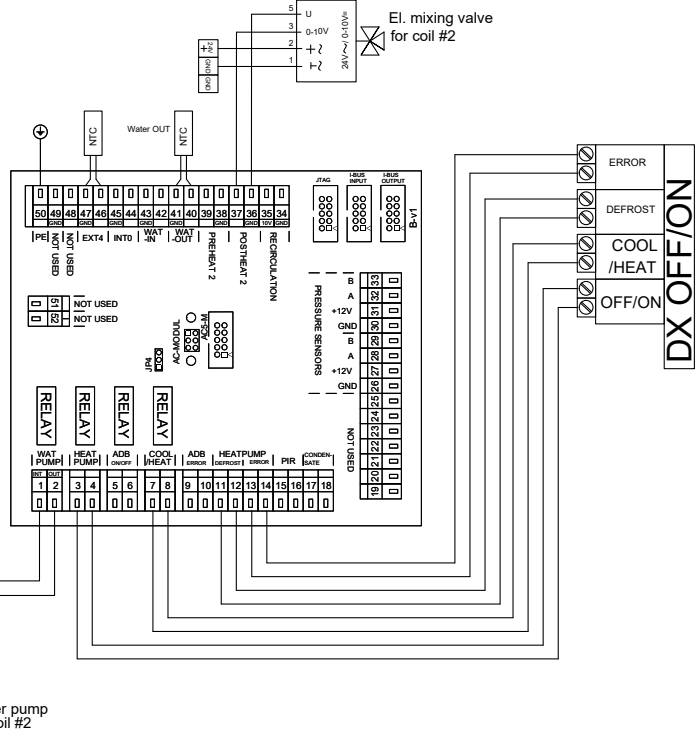 5 U
3 0-10V
2 +~
1 ⊢~
24V~/ 0-10V=
El. mixing valve
for coil #2
+ 24V
GND
GND
NTC
Water OUT
NTC
JTAG
I-BUS
INPUT
I-BUS
OUTPUT
B-v1
50 49 48 47 46 45 44 43 42 41 40 39 38 37 36 35 34
GND GND GND GND GND GND GND 10V GND
PE
NOT USED
NOT USED
EXT4
INT0
WAT
-IN
WAT
-OUT
PREHEAT 2
POSTHEAT 2
RECIRCULATION
51 NOT USED
52 NOT USED
JP4
AC-MODUL
ACS-M
PRESSURE SENSORS
B 33
A 32
+12V 31
GND 30
B 29
A 28
+12V 27
GND 26
25
24
23
22
21
20
19
NOT USED
RELAY
RELAY
RELAY
RELAY
WAT
PUMP
HEAT
PUMP
ADB
ON/OFF
COOL
/HEAT
ADB
ERROR
HEATPUMP
DEFROST
ERROR
PIR
CONDEN-
SATE
INT OUT
1 2 3 4 5 6 7 8 9 10 11 12 13 14 15 16 17 18
ERROR
DEFROST
COOL
/HEAT
OFF/ON
DX OFF/ON
er pump
oil #2